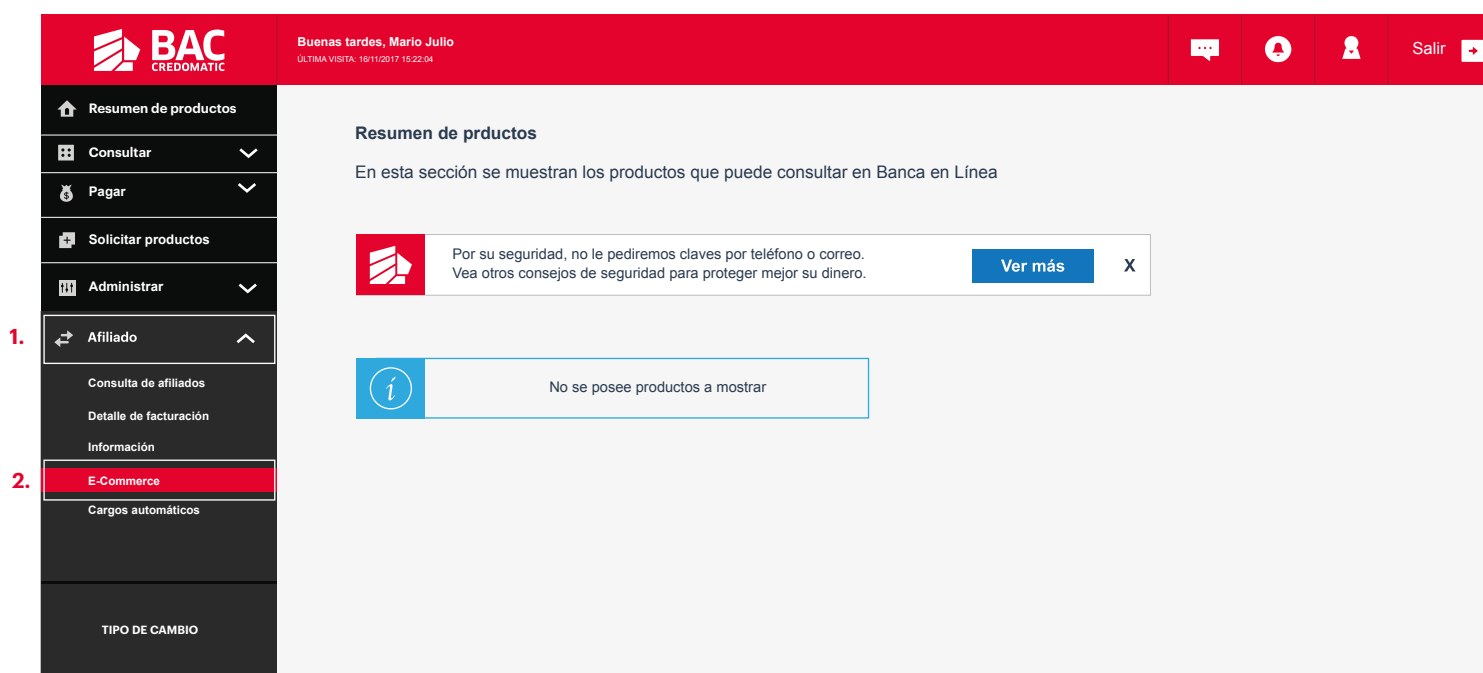 BAC
CREDOMATIC
Buenas tardes, Mario Julio
ÚLTIMA VISITA: 16/11/2017 15:22:04
Salir
Resumen de productos
Consultar
Pagar
Solicitar productos
Administrar
1.
Afiliado
Consulta de afiliados
Detalle de facturación
Información
2.
E-Commerce
Cargos automáticos
TIPO DE CAMBIO
Resumen de prductos
En esta sección se muestran los productos que puede consultar en Banca en Línea
Por su seguridad, no le pediremos claves por teléfono o correo.
Vea otros consejos de seguridad para proteger mejor su dinero.
Ver más
X
i
No se posee productos a mostrar